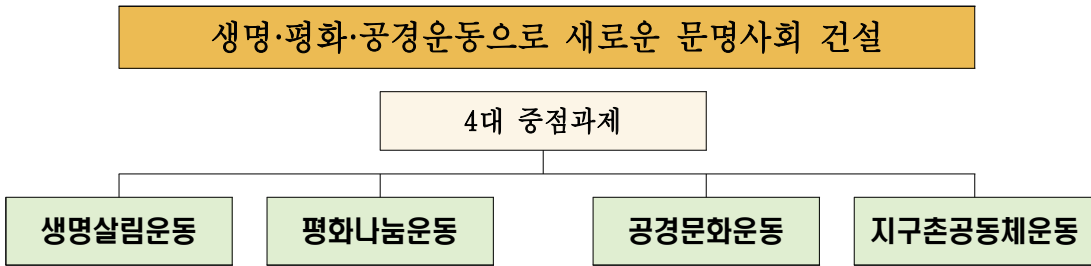 생명·평화·공경운동으로 새로운 문명사회 건설
4대 중점과제
생명살림운동
평화나눔운동
공경문화운동
지구촌공동체운동